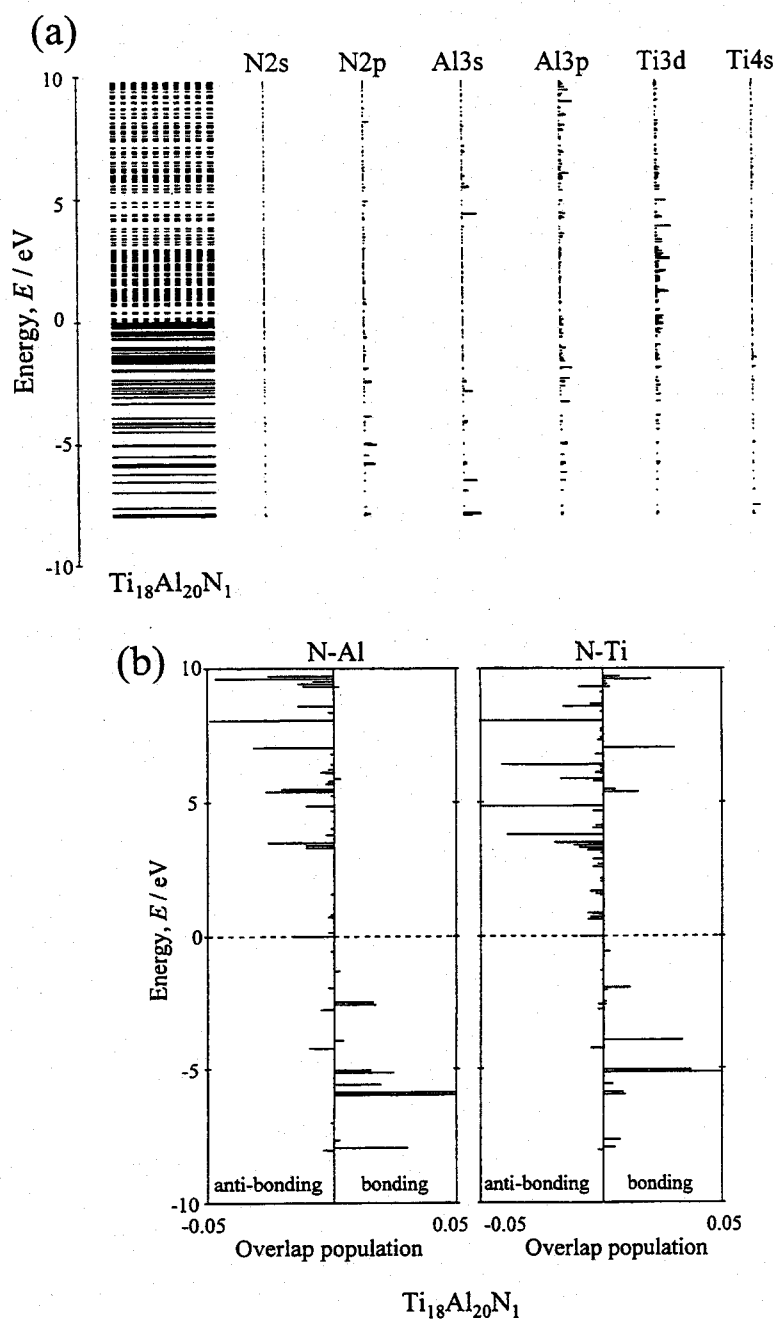 (a)
N2s N2p Al3s Al3p Ti3d Ti4s
10
5
0
-5
-10
Energy, E / eV
Ti18Al20N1
(b)
N-Al N-Ti
10
5
0
-5
-10
Energy, E / eV
anti-bonding bonding anti-bonding bonding
-0.05 0.05 -0.05 0.05
Overlap population Overlap population
Ti18Al20N1